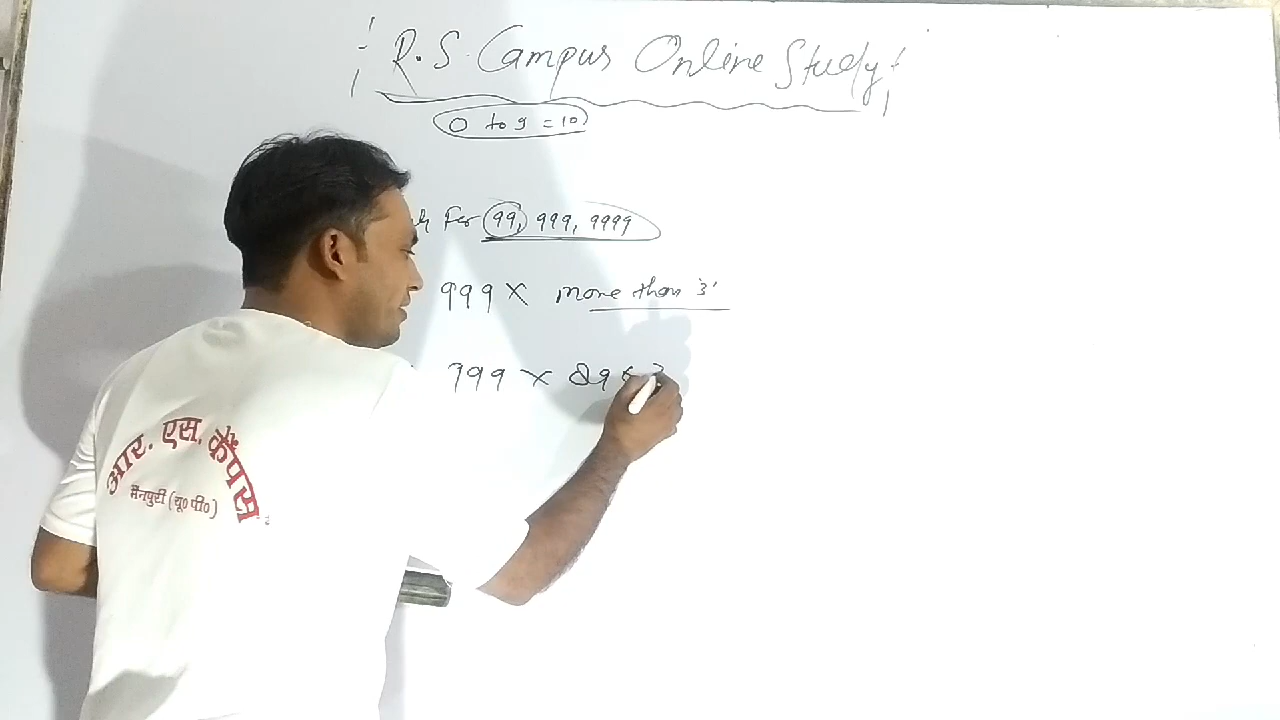 R.S. Campus Online Study
0 to 9 = 10
For 99, 999, 9999
999 × more than '3'
999 ×
आर. एस. कैंपस
मैनपुरी (यू० पी०)